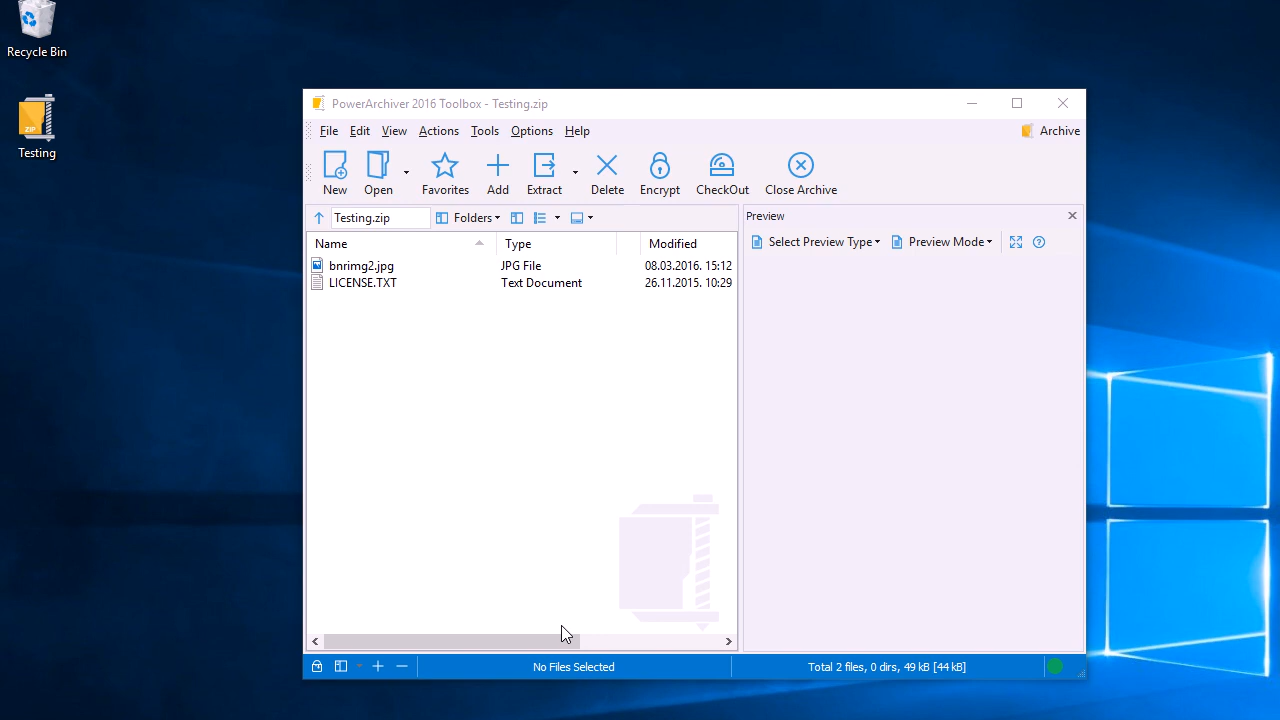 Recycle Bin
ZIP
Testing
PowerArchiver 2016 Toolbox - Testing.zip
File Edit View Actions Tools Options Help Archive
New Open Favorites Add Extract Delete Encrypt CheckOut Close Archive
Testing.zip Folders
Name Type Modified
bnrimg2.jpg JPG File 08.03.2016. 15:12
LICENSE.TXT Text Document 26.11.2015. 10:29
Preview
Select Preview Type Preview Mode
No Files Selected Total 2 files, 0 dirs, 49 kB [44 kB]